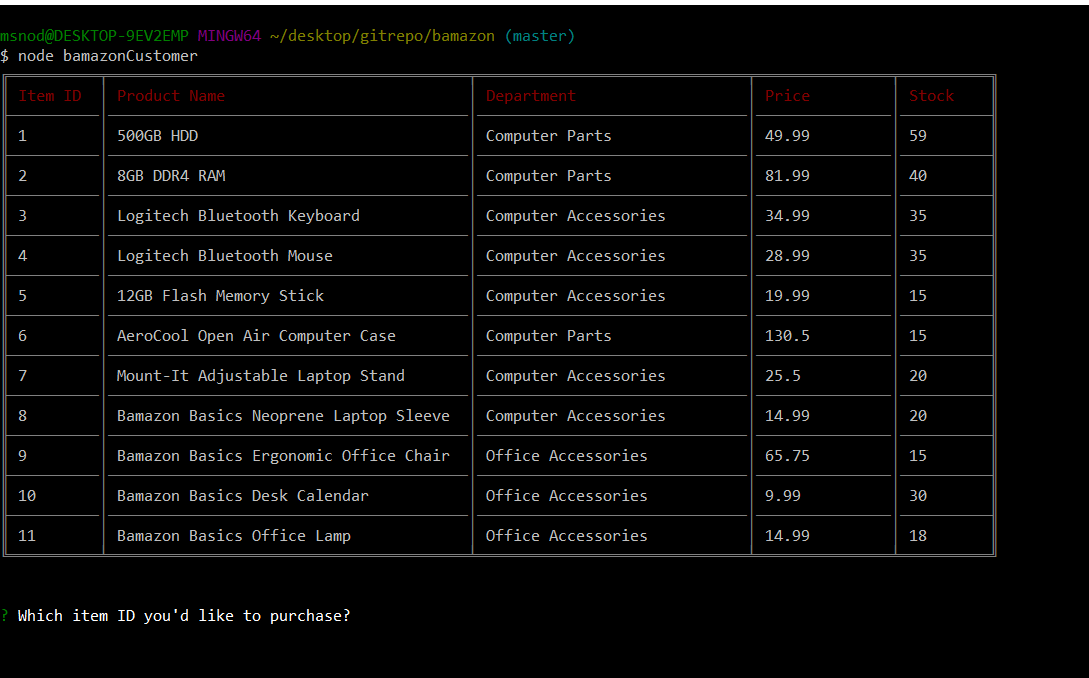 msnod@DESKTOP-9EV2EMP MINGW64 ~/desktop/gitrepo/bamazon (master)
$ node bamazonCustomer
Item ID Product Name Department Price Stock
1 500GB HDD Computer Parts 49.99 59
2 8GB DDR4 RAM Computer Parts 81.99 40
3 Logitech Bluetooth Keyboard Computer Accessories 34.99 35
4 Logitech Bluetooth Mouse Computer Accessories 28.99 35
5 12GB Flash Memory Stick Computer Accessories 19.99 15
6 AeroCool Open Air Computer Case Computer Parts 130.5 15
7 Mount-It Adjustable Laptop Stand Computer Accessories 25.5 20
8 Bamazon Basics Neoprene Laptop Sleeve Computer Accessories 14.99 20
9 Bamazon Basics Ergonomic Office Chair Office Accessories 65.75 15
10 Bamazon Basics Desk Calendar Office Accessories 9.99 30
11 Bamazon Basics Office Lamp Office Accessories 14.99 18
? Which item ID you'd like to purchase?